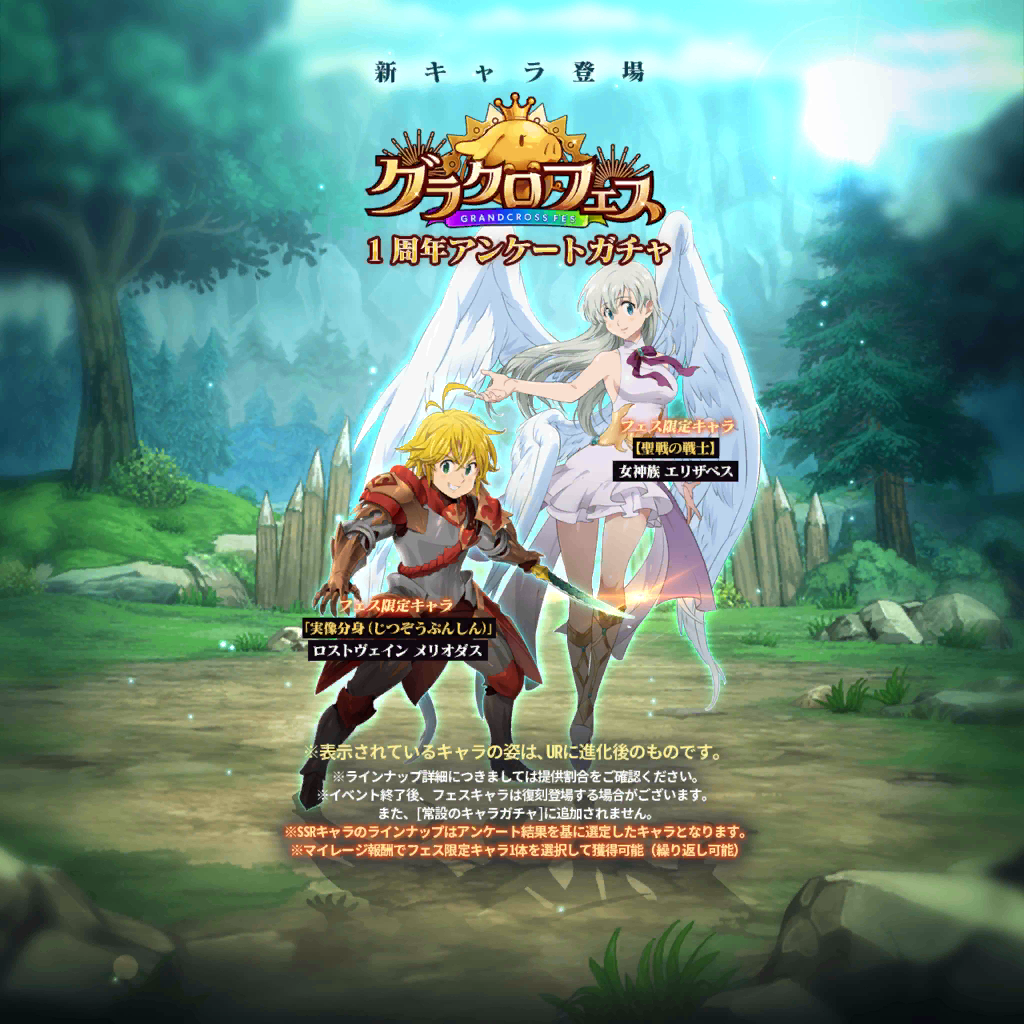 新キャラ登場
グラクロフェス
GRANDCROSS FES
1周年アンケートガチャ
フェス限定キャラ
【聖戦の戦士】
女神族 エリザベス
フェス限定キャラ
「実像分身(じつぞうぶんしん)」
ロストヴェイン メリオダス
※表示されているキャラの姿は、URに進化後のものです。
※ラインナップ詳細につきましては提供割合をご確認ください。
※イベント終了後、フェスキャラは復刻登場する場合がございます。
また、[常設のキャラガチャ]に追加されません。
※SSRキャラのラインナップはアンケート結果を基に選定したキャラとなります。
※マイレージ報酬でフェス限定キャラ1体を選択して獲得可能（繰り返し可能）